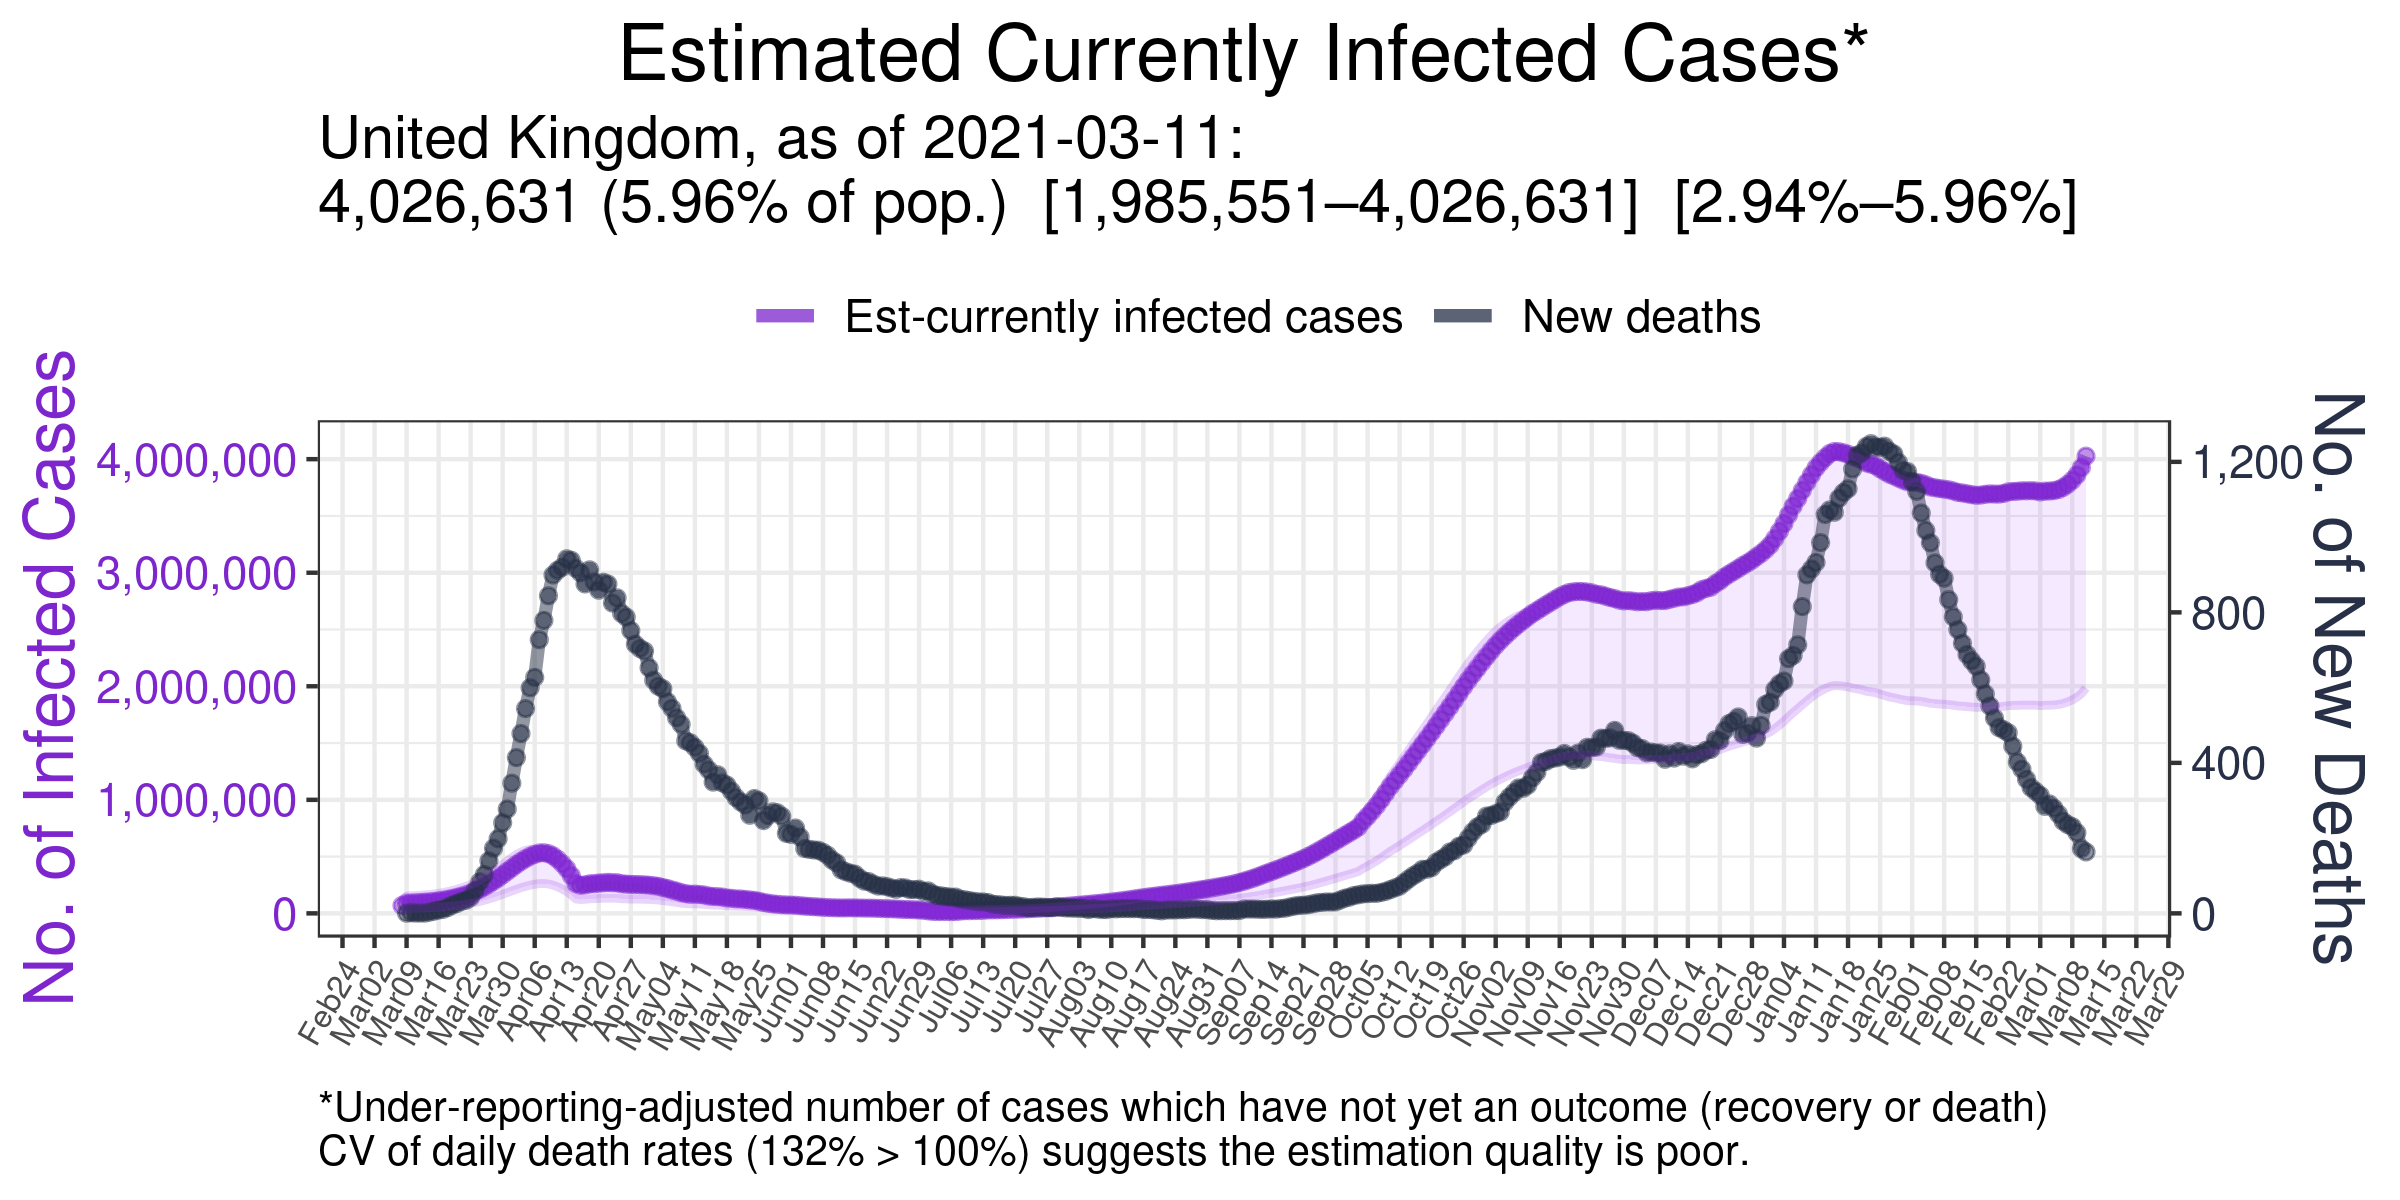 Estimated Currently Infected Cases*
United Kingdom, as of 2021-03-11:
4,026,631 (5.96% of pop.) [1,985,551–4,026,631] [2.94%–5.96%]
Est-currently infected cases New deaths
No. of Infected Cases
4,000,000
3,000,000
2,000,000
1,000,000
0
1,200
800
400
0
No. of New Deaths
Feb24 Mar02 Mar09 Mar16 Mar23 Mar30 Apr06 Apr13 Apr20 Apr27 May04 May11 May18 May25 Jun01 Jun08 Jun15 Jun22 Jun29 Jul06 Jul13 Jul20 Jul27 Aug03 Aug10 Aug17 Aug24 Aug31 Sep07 Sep14 Sep21 Sep28 Oct05 Oct12 Oct19 Oct26 Nov02 Nov09 Nov16 Nov23 Nov30 Dec07 Dec14 Dec21 Dec28 Jan04 Jan11 Jan18 Jan25 Feb01 Feb08 Feb15 Feb22 Mar01 Mar08 Mar15 Mar22 Mar29
*Under-reporting-adjusted number of cases which have not yet an outcome (recovery or death)
CV of daily death rates (132% > 100%) suggests the estimation quality is poor.